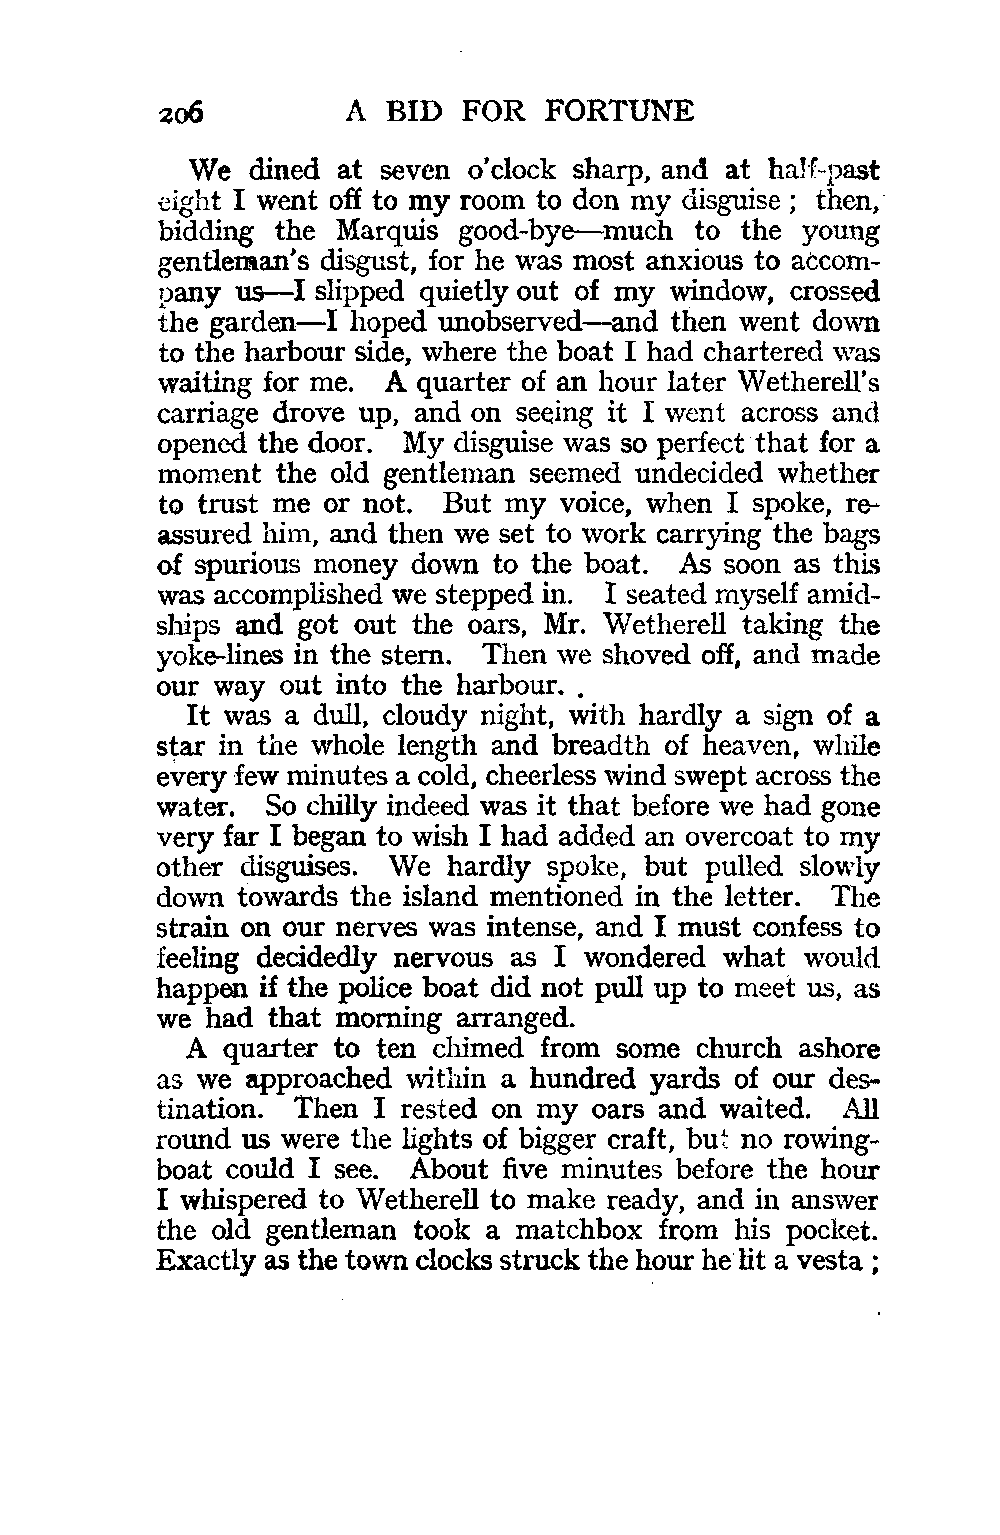 206 A BID FOR FORTUNE
We dined at seven o'clock sharp, and at half-past
eight I went off to my room to don my disguise ; then,
bidding the Marquis good-bye—much to the young
gentleman's disgust, for he was most anxious to accom-
pany us—I slipped quietly out of my window, crossed
the garden—I hoped unobserved—and then went down
to the harbour side, where the boat I had chartered was
waiting for me. A quarter of an hour later Wetherell's
carriage drove up, and on seeing it I went across and
opened the door. My disguise was so perfect that for a
moment the old gentleman seemed undecided whether
to trust me or not. But my voice, when I spoke, re-
assured him, and then we set to work carrying the bags
of spurious money down to the boat. As soon as this
was accomplished we stepped in. I seated myself amid-
ships and got out the oars, Mr. Wetherell taking the
yoke-lines in the stern. Then we shoved off, and made
our way out into the harbour. .
It was a dull, cloudy night, with hardly a sign of a
star in the whole length and breadth of heaven, while
every few minutes a cold, cheerless wind swept across the
water. So chilly indeed was it that before we had gone
very far I began to wish I had added an overcoat to my
other disguises. We hardly spoke, but pulled slowly
down towards the island mentioned in the letter. The
strain on our nerves was intense, and I must confess to
feeling decidedly nervous as I wondered what would
happen if the police boat did not pull up to meet us, as
we had that morning arranged.
A quarter to ten chimed from some church ashore
as we approached within a hundred yards of our des-
tination. Then I rested on my oars and waited. All
round us were the lights of bigger craft, but no rowing-
boat could I see. About five minutes before the hour
I whispered to Wetherell to make ready, and in answer
the old gentleman took a matchbox from his pocket.
Exactly as the town clocks struck the hour he lit a vesta ;